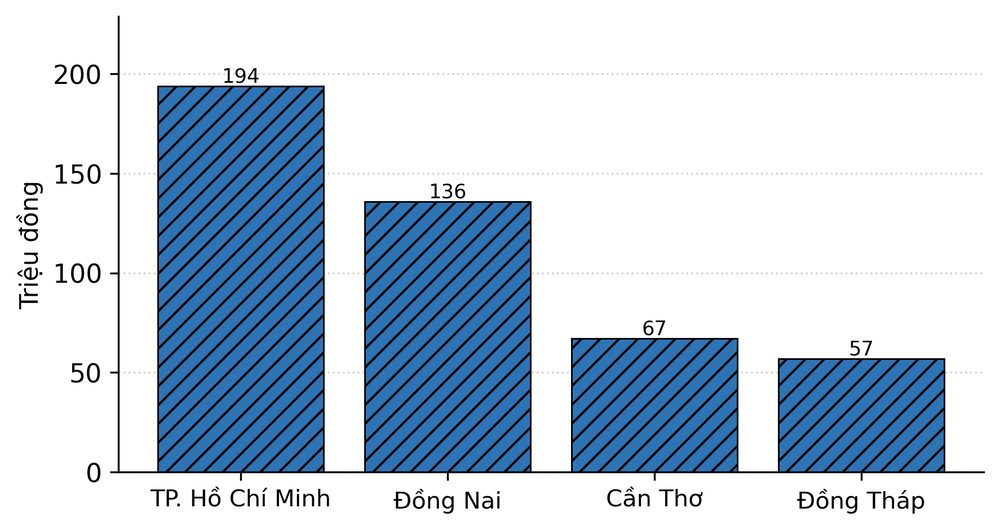 Triệu đồng
200
150
100
50
0
194
136
67
57
TP. Hồ Chí Minh
Đồng Nai
Cần Thơ
Đồng Tháp